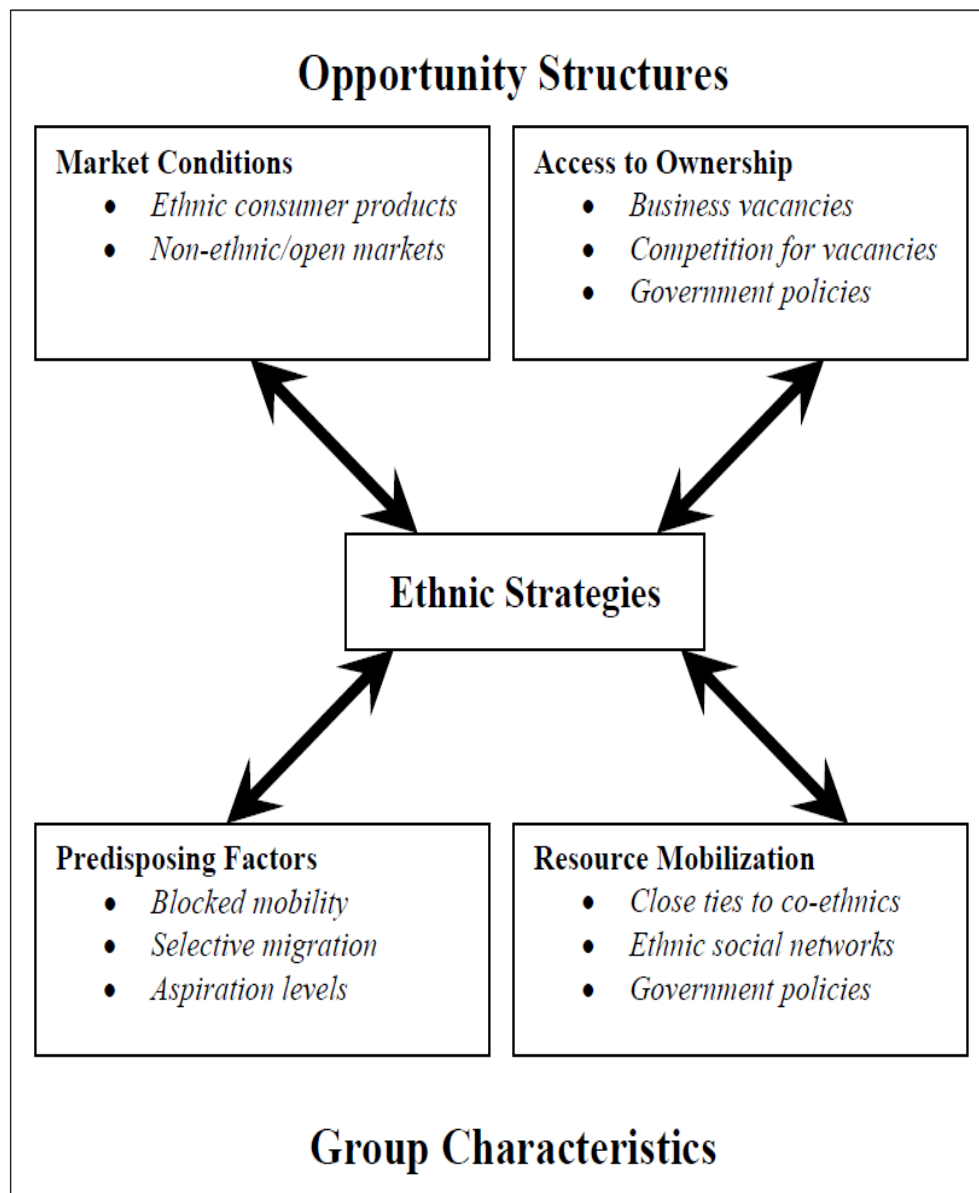 Opportunity Structures
Market Conditions
• Ethnic consumer products
• Non-ethnic/open markets
Access to Ownership
• Business vacancies
• Competition for vacancies
• Government policies
Ethnic Strategies
Predisposing Factors
• Blocked mobility
• Selective migration
• Aspiration levels
Resource Mobilization
• Close ties to co-ethnics
• Ethnic social networks
• Government policies
Group Characteristics